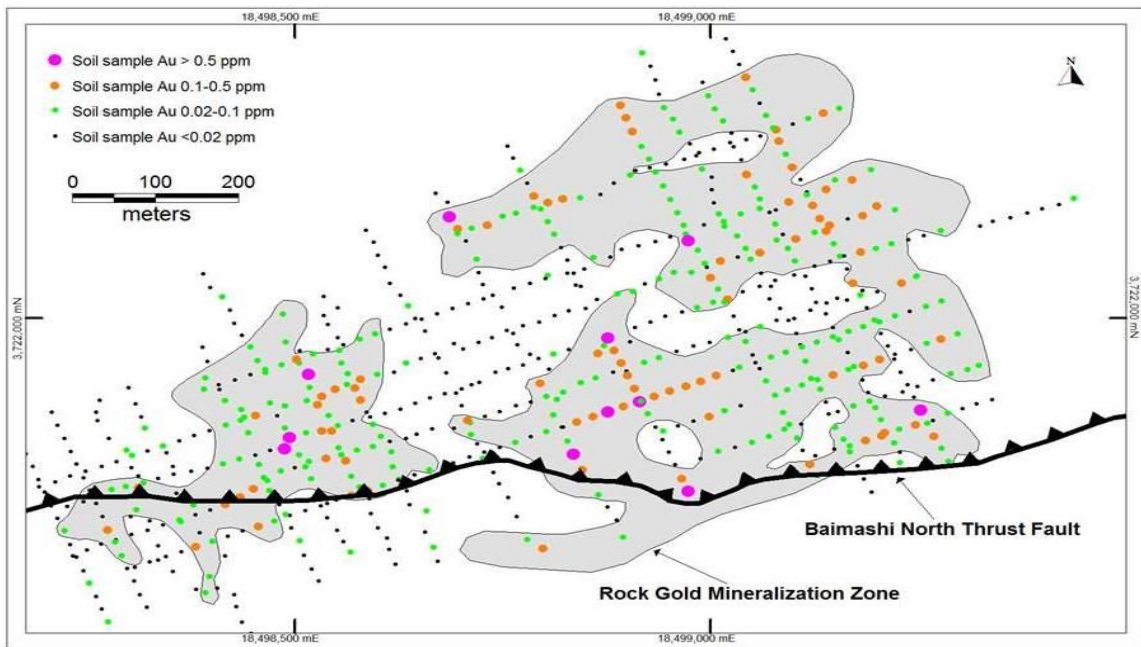 18,498,500 mE
18,499,000 mE
Soil sample Au > 0.5 ppm
Soil sample Au 0.1-0.5 ppm
Soil sample Au 0.02-0.1 ppm
Soil sample Au <0.02 ppm
N
0 100 200
meters
3,722,000 mN
3,722,000 mN
Baimashi North Thrust Fault
Rock Gold Mineralization Zone
18,498,500 mE
18,499,000 mE